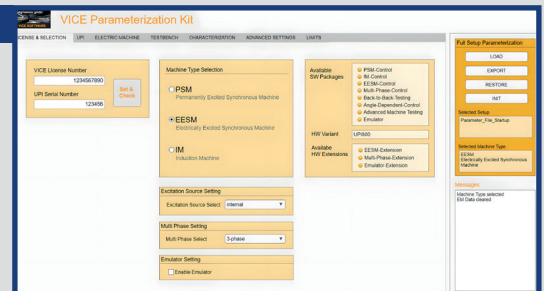 VICE Parameterization Kit
VICE SOFTWARE
LICENSE & SELECTION UPI ELECTRIC MACHINE TESTBENCH CHARACTERIZATION ADVANCED SETTINGS LIMITS
VICE License Number
1234567890
UPI Serial Number
123456
Set &
Check
Machine Type Selection
PSM
Permanently Excited Synchronous Machine
EESM
Electrically Excited Synchronous Machine
IM
Induction Machine
Excitation Source Setting
Excitation Source Select internal
Multi Phase Setting
Multi Phase Select 3-phase
Emulator Setting
Enable Emulator
Available
SW Packages
PSM-Control
IM-Control
EESM-Control
Multi-Phase-Control
Back-to-Back-Testing
Angle-Dependent-Control
Advanced Machine Testing
Emulator
HW Variant UPI800
Availabe
HW Extensions
EESM-Extension
Multi-Phase-Extension
Emulator-Extension
Full Setup Parameterization
LOAD
EXPORT
RESTORE
INIT
Selected Setup
Parameter_File_Startup
Selected Machine Type
EESM
Electrically Excited Synchronous
Machine
Messages
Machine Type selected
EM Data cleared